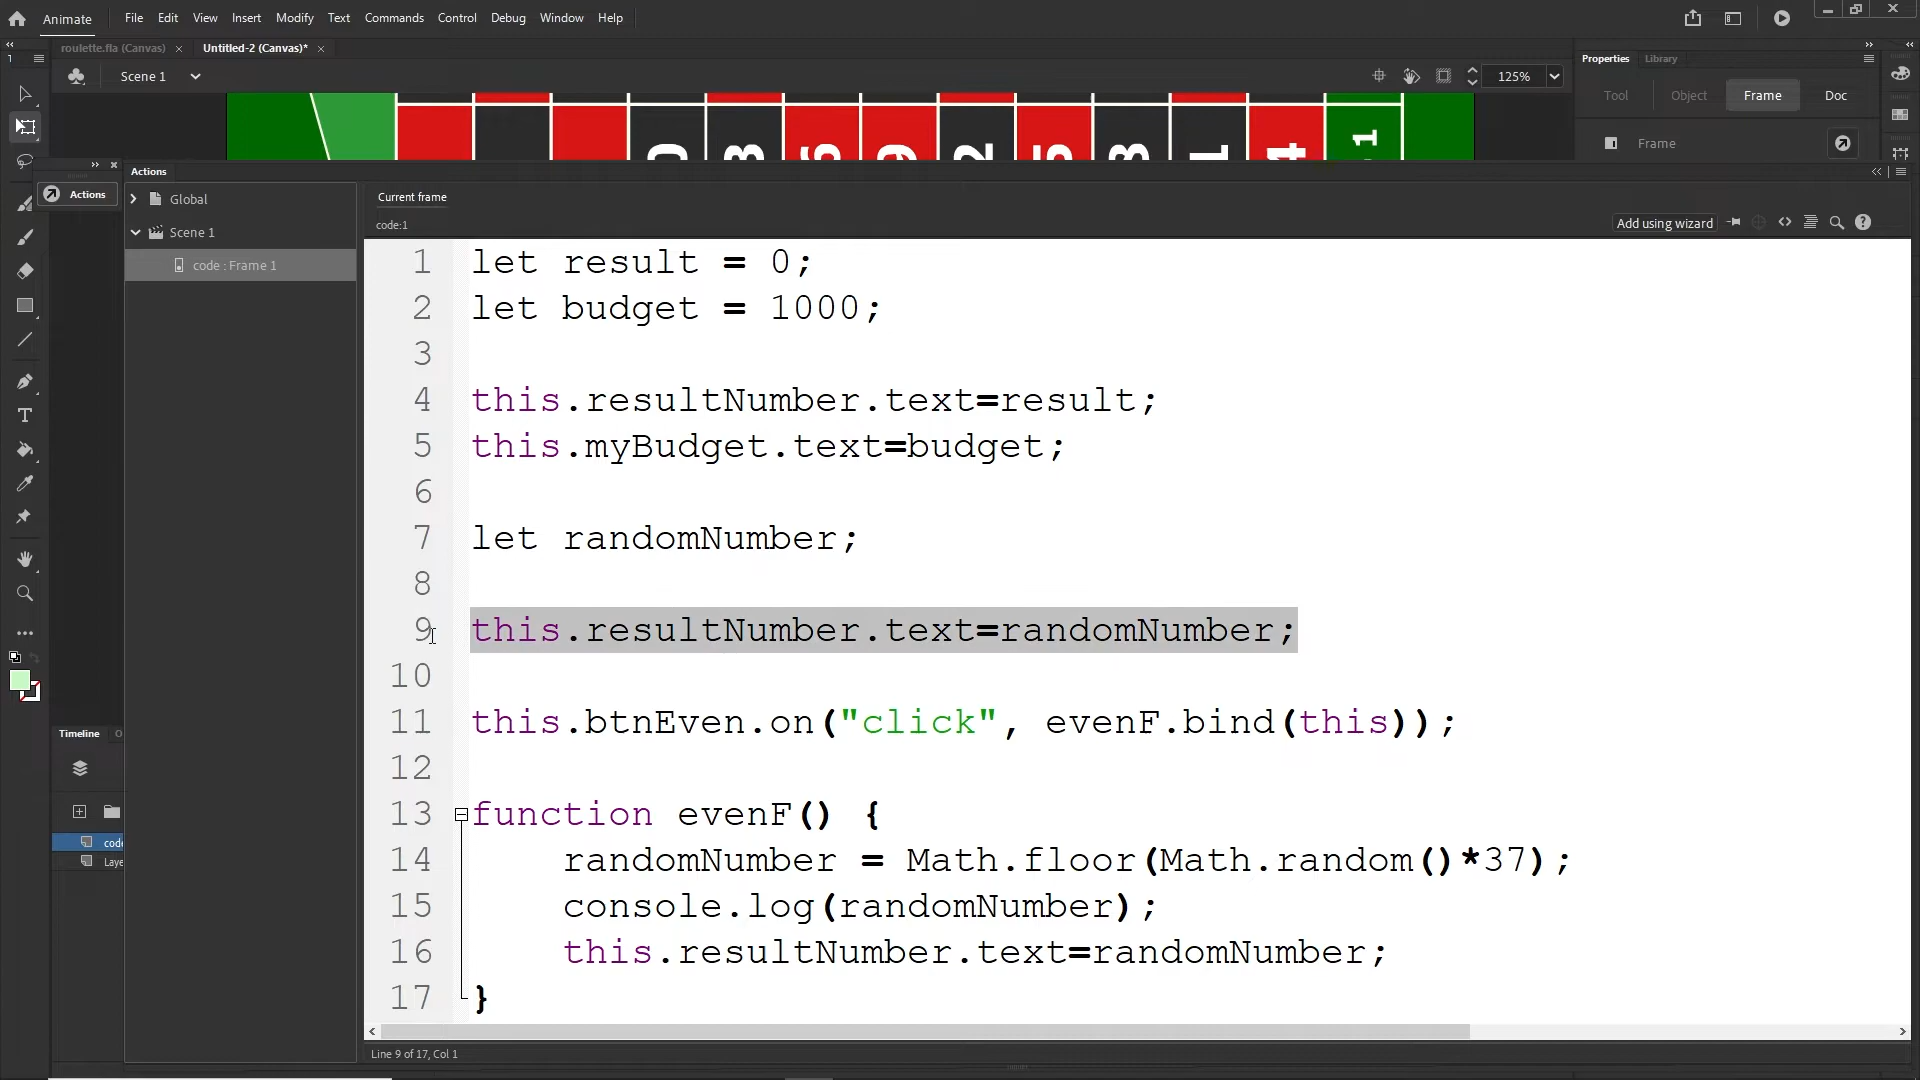 Animate File Edit View Insert Modify Text Commands Control Debug Window Help
roulette.fla (Canvas) × Untitled-2 (Canvas)* ×
Scene 1 125%
Properties Library
Tool Object Frame Doc
Frame
Actions
Actions
Global
Scene 1
code : Frame 1
Current frame
code:1
Add using wizard
1 let result = 0;
2 let budget = 1000;
3
4 this.resultNumber.text=result;
5 this.myBudget.text=budget;
6
7 let randomNumber;
8
9 this.resultNumber.text=randomNumber;
10
11 this.btnEven.on("click", evenF.bind(this));
12
13 function evenF() {
14 randomNumber = Math.floor(Math.random()*37);
15 console.log(randomNumber);
16 this.resultNumber.text=randomNumber;
17 }
Line 9 of 17, Col 1
Timeline
code
Laye